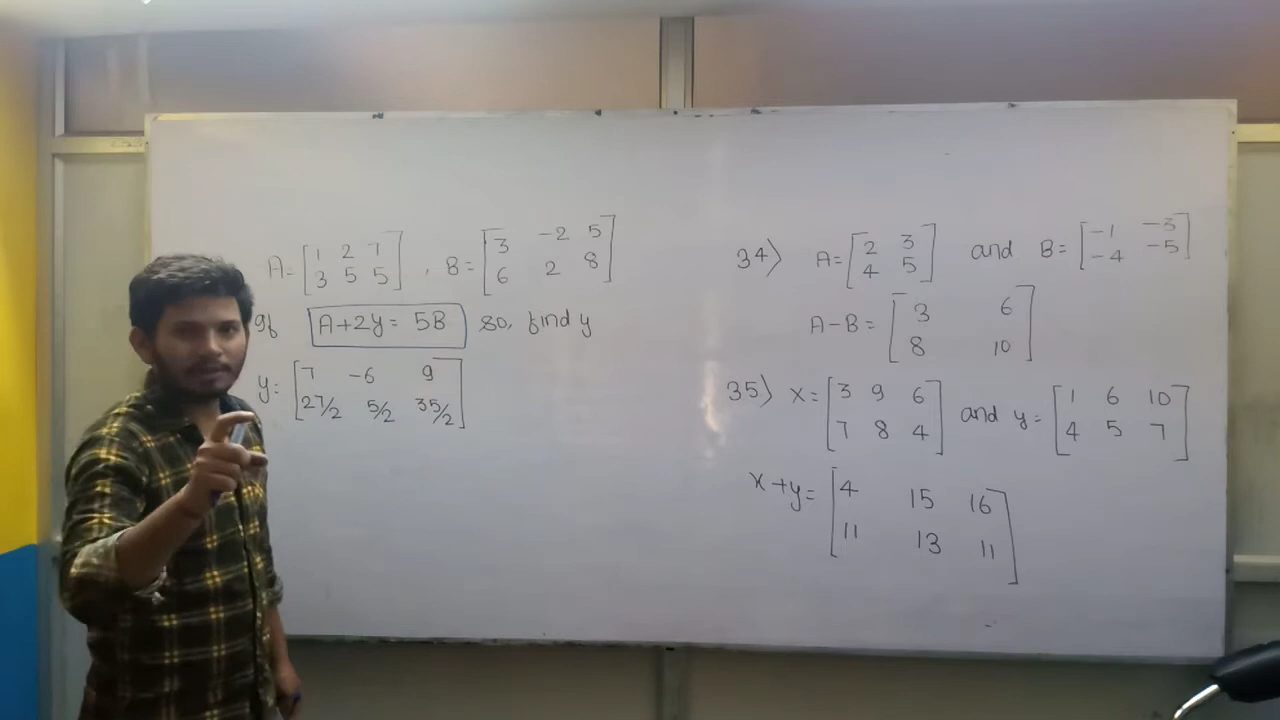 A = [1 2 7
3 5 5] , B = [3 -2 5
6 2 8]
If A+2y = 5B so, find y
y = [7 -6 9
27/2 5/2 35/2]
34) A = [2 3
4 5] and B = [-1 -3
-4 -5]
A-B = [3 6
8 10]
35) x = [3 9 6
7 8 4] and y = [1 6 10
4 5 7]
x+y = [4 15 16
11 13 11]